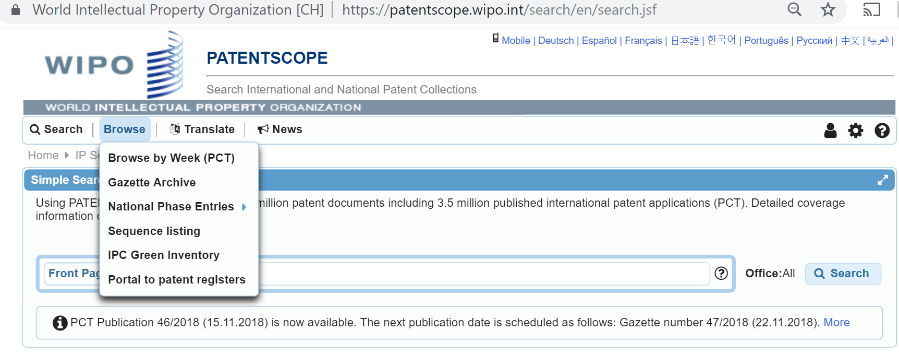 World Intellectual Property Organization [CH] | https://patentscope.wipo.int/search/en/search.jsf
Mobile | Deutsch | Español | Français | 日本語 | 한국어 | Português | Русский | 中文 | العربية |
WIPO
PATENTSCOPE
Search International and National Patent Collections
WORLD INTELLECTUAL PROPERTY ORGANIZATION
Search | Browse | Translate | News
Home IP
Browse by Week (PCT)
Simple
Gazette Archive
Using million patent documents including 3.5 million published international patent applications (PCT). Detailed coverage
National Phase Entries
information
Sequence listing
IPC Green Inventory
Front Office:All Search
Portal to patent registers
PCT Publication 46/2018 (15.11.2018) is now available. The next publication date is scheduled as follows: Gazette number 47/2018 (22.11.2018). More